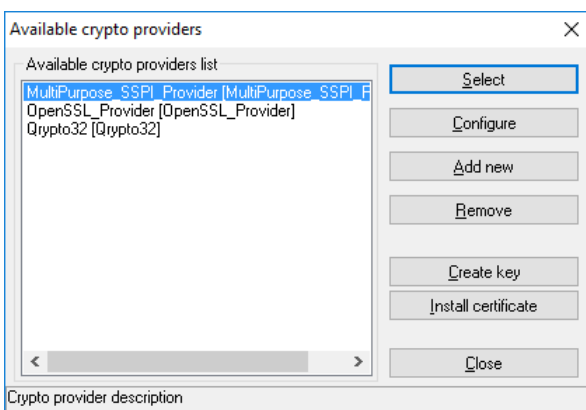 Available crypto providers
Available crypto providers list
MultiPurpose_SSPI_Provider [MultiPurpose_SSPI_F
OpenSSL_Provider [OpenSSL_Provider]
Qrypto32 [Qrypto32]
Select
Configure
Add new
Remove
Create key
Install certificate
Close
Crypto provider description